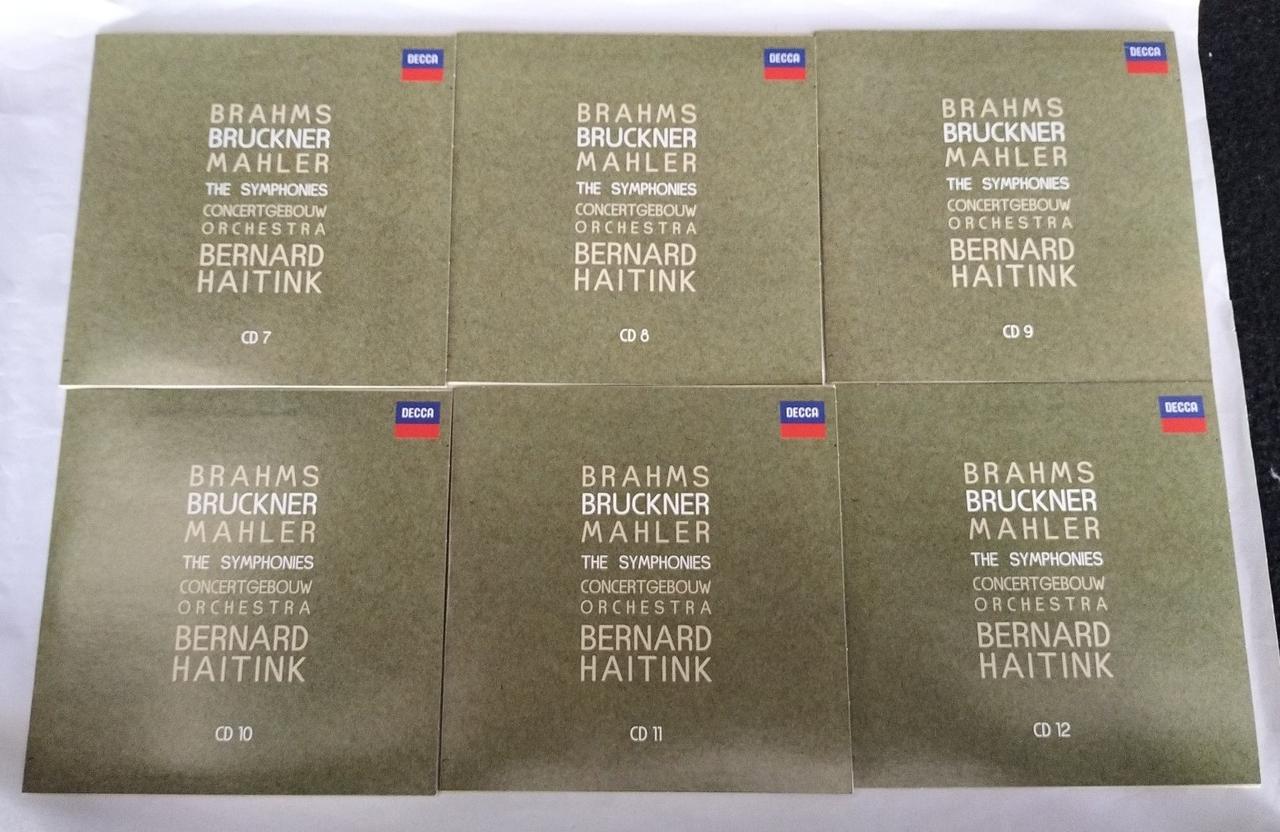 DECCA
BRAHMS
BRUCKNER
MAHLER
THE SYMPHONIES
CONCERTGEBOUW
ORCHESTRA
BERNARD
HAITINK
CD 7
DECCA
BRAHMS
BRUCKNER
MAHLER
THE SYMPHONIES
CONCERTGEBOUW
ORCHESTRA
BERNARD
HAITINK
CD 8
DECCA
BRAHMS
BRUCKNER
MAHLER
THE SYMPHONIES
CONCERTGEBOUW
ORCHESTRA
BERNARD
HAITINK
CD 9
DECCA
BRAHMS
BRUCKNER
MAHLER
THE SYMPHONIES
CONCERTGEBOUW
ORCHESTRA
BERNARD
HAITINK
CD 10
DECCA
BRAHMS
BRUCKNER
MAHLER
THE SYMPHONIES
CONCERTGEBOUW
ORCHESTRA
BERNARD
HAITINK
CD 11
DECCA
BRAHMS
BRUCKNER
MAHLER
THE SYMPHONIES
CONCERTGEBOUW
ORCHESTRA
BERNARD
HAITINK
CD 12